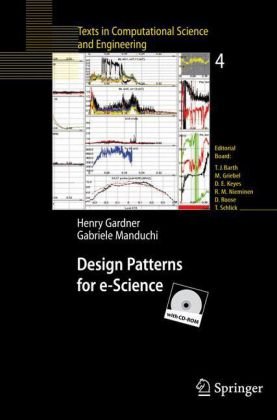 Texts in Computational Science
and Engineering
4
Editorial
Board:
T. J. Barth
M. Griebel
D. E. Keyes
R. M. Nieminen
D. Roose
T. Schlick
Henry Gardner
Gabriele Manduchi
Design Patterns
for e-Science
with CD-ROM
Springer